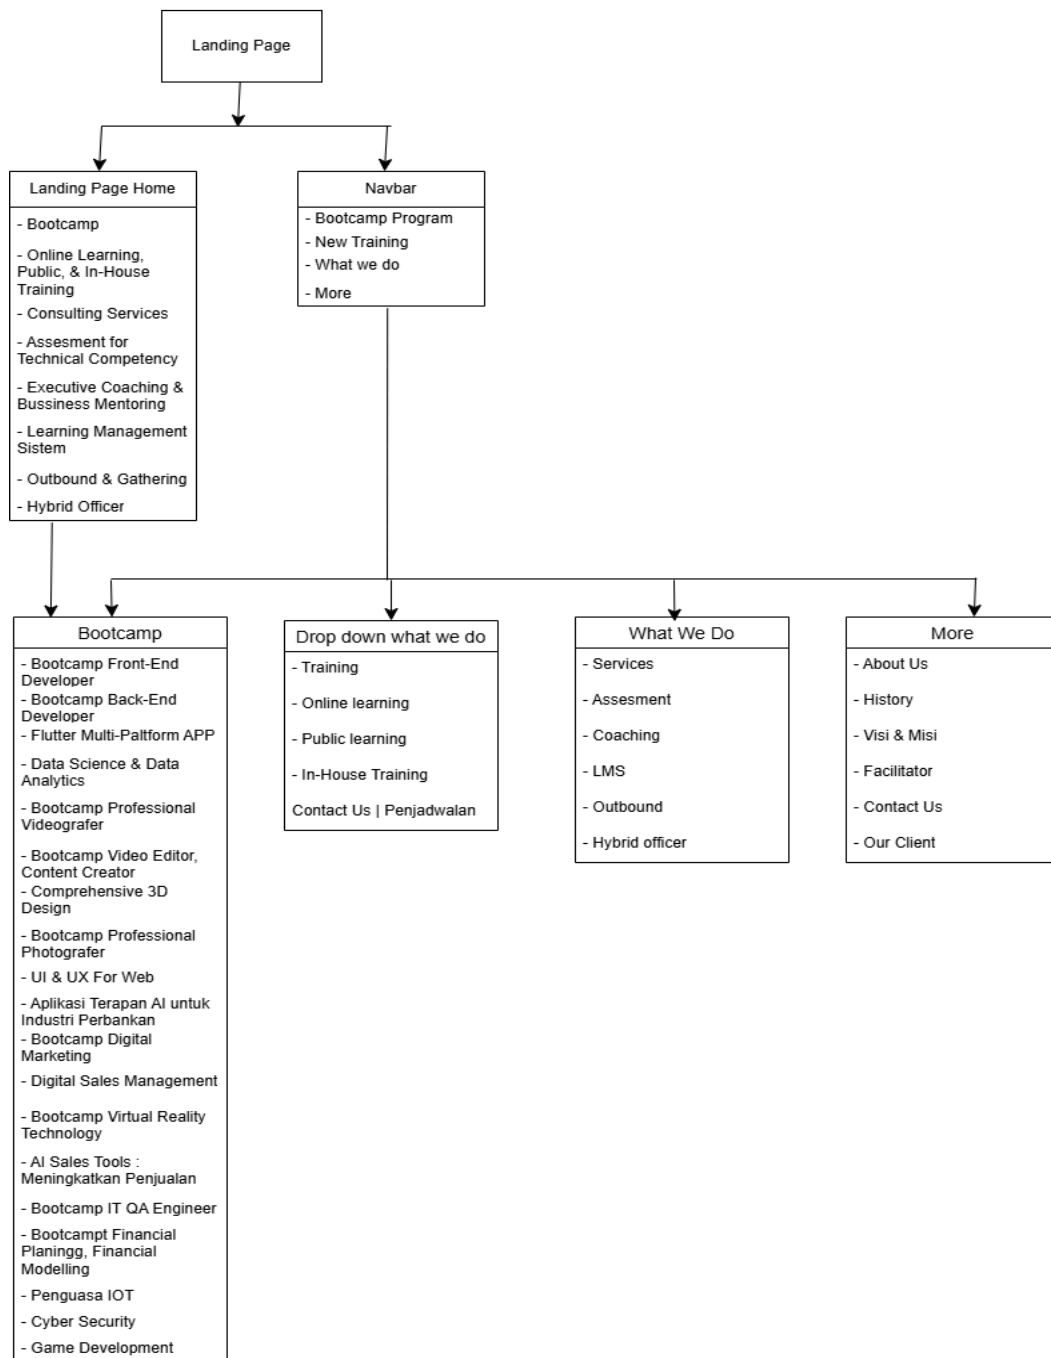 Landing Page
Landing Page Home
- Bootcamp
- Online Learning,
Public, & In-House
Training
- Consulting Services
- Assesment for
Technical Competency
- Executive Coaching &
Bussiness Mentoring
- Learning Management
Sistem
- Outbound & Gathering
- Hybrid Officer
Navbar
- Bootcamp Program
- New Training
- What we do
- More
Bootcamp
- Bootcamp Front-End
Developer
- Bootcamp Back-End
Developer
- Flutter Multi-Paltform APP
- Data Science & Data
Analytics
- Bootcamp Professional
Videografer
- Bootcamp Video Editor,
Content Creator
- Comprehensive 3D
Design
- Bootcamp Professional
Photografer
- UI & UX For Web
- Aplikasi Terapan AI untuk
Industri Perbankan
- Bootcamp Digital
Marketing
- Digital Sales Management
- Bootcamp Virtual Reality
Technology
- AI Sales Tools :
Meningkatkan Penjualan
- Bootcamp IT QA Engineer
- Bootcampt Financial
Planingg, Financial
Modelling
- Penguasa IOT
- Cyber Security
- Game Development
Drop down what we do
- Training
- Online learning
- Public learning
- In-House Training
Contact Us | Penjadwalan
What We Do
- Services
- Assesment
- Coaching
- LMS
- Outbound
- Hybrid officer
More
- About Us
- History
- Visi & Misi
- Facilitator
- Contact Us
- Our Client